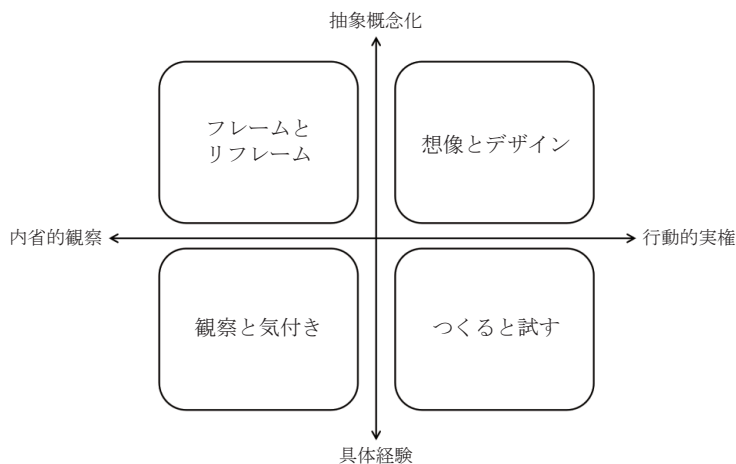 抽象概念化
フレームと
リフレーム
想像とデザイン
内省的観察
行動的実権
観察と気付き
つくると試す
具体経験